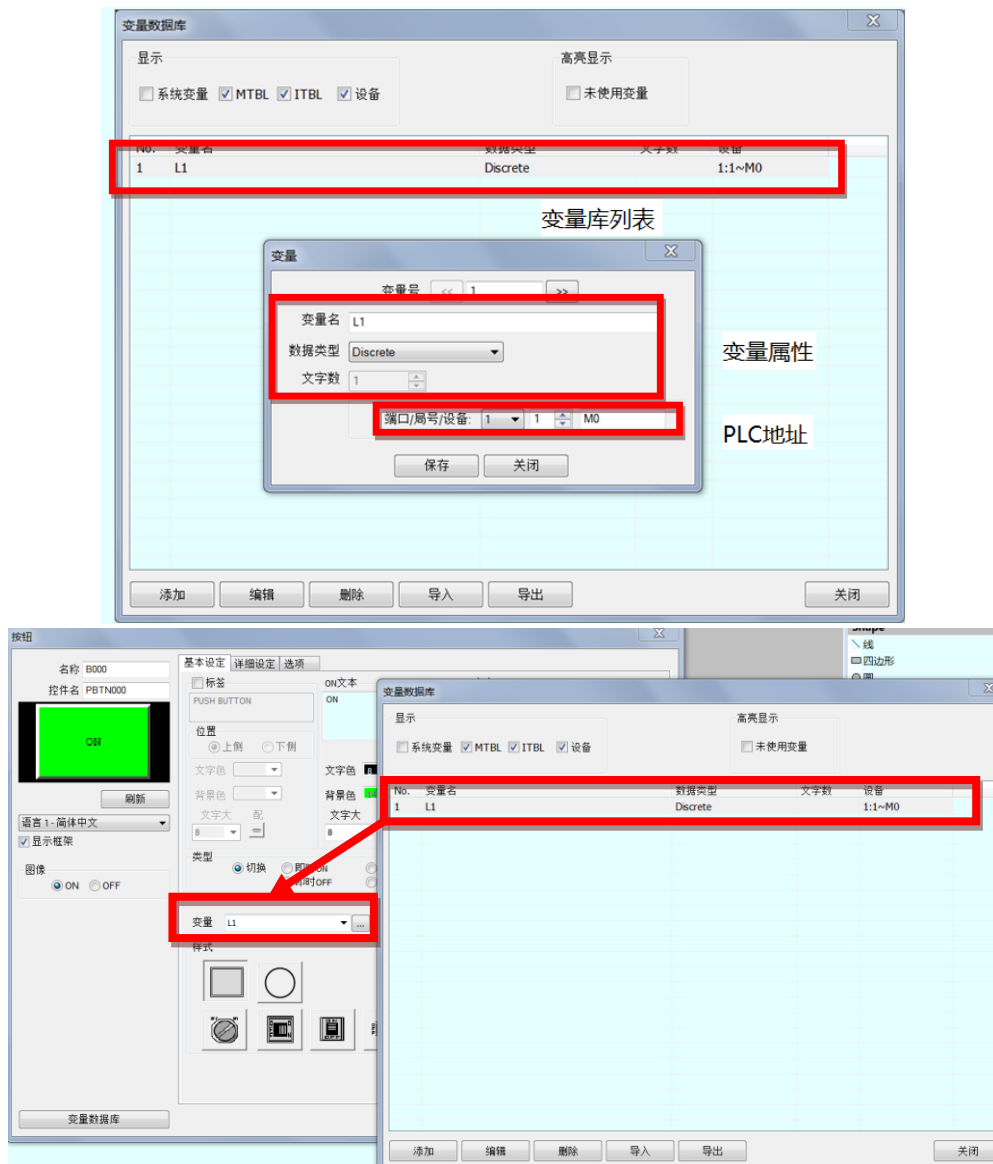 变量数据库
显示
高亮显示
系统变量 MTBL ITBL 设备
未使用变量
No. 变量名 数据类型 文字数 设备
1 L1 Discrete 1:1~M0
变量库列表
变量
变量号 << 1 >>
变量名 L1
数据类型 Discrete
文字数 1
变量属性
端口/局号/设备: 1 1 M0
PLC地址
保存 关闭
添加 编辑 删除 导入 导出 关闭
按钮
名称 B000
控件名 PBTN000
ON
刷新
语言 1 - 简体中文
显示框架
图像
ON OFF
变量数据库
基本设定 详细设定 选项
标签
PUSH BUTTON
位置
上侧 下侧
文字色
背景色
文字大 配
8
ON文本
ON
文字色
背景色
文字大
8
类型
切换
变量 L1 ...
样式
线
四边形
变量数据库
显示
高亮显示
系统变量 MTBL ITBL 设备
未使用变量
No. 变量名 数据类型 文字数 设备
1 L1 Discrete 1:1~M0
添加 编辑 删除 导入 导出 关闭